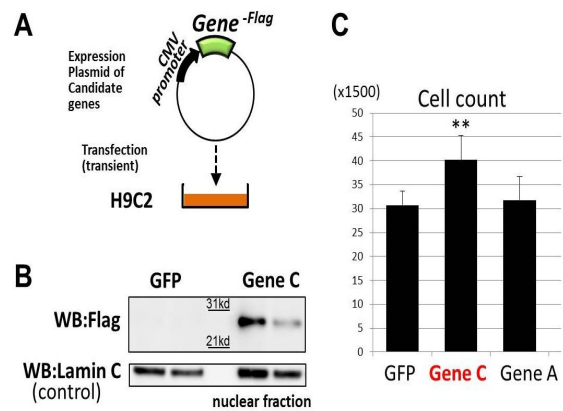 A
Gene-Flag
CMV
promoter
Expression
Plasmid of
Candidate
genes
Transfection
(transient)
H9C2
B
GFP
Gene C
31kd
WB:Flag
21kd
WB:Lamin C
(control)
nuclear fraction
C
(x1500)
Cell count
**
50
45
40
35
30
25
20
15
10
5
0
GFP
Gene C
Gene A